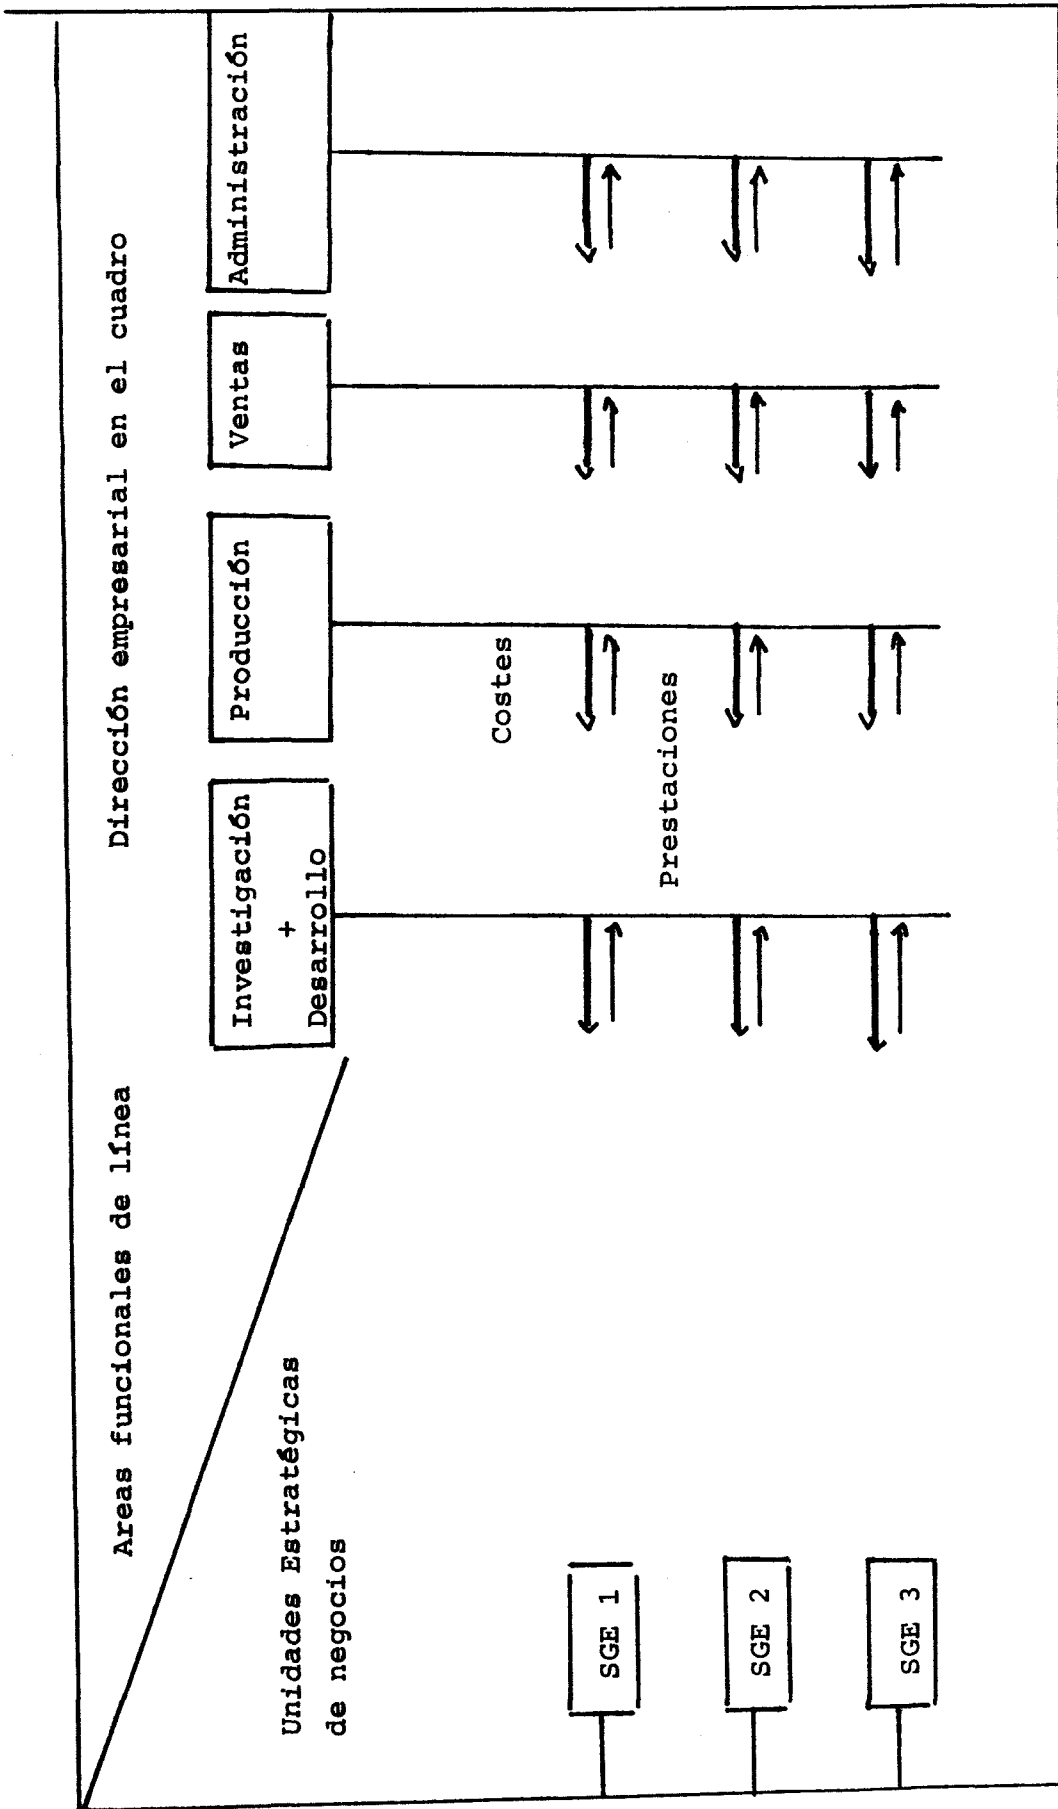 Dirección empresarial en el cuadro
Areas funcionales de línea
Investigación
+
Desarrollo
Producción
Ventas
Administración
Unidades Estratégicas
de negocios
Costes
Prestaciones
SGE 1
SGE 2
SGE 3